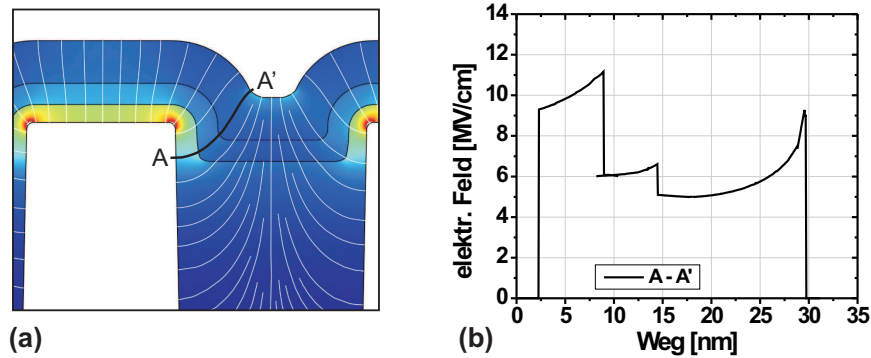 A
A'
(a)
elektr. Feld [MV/cm]
14
12
10
8
6
4
2
0
A - A'
0 5 10 15 20 25 30 35
Weg [nm]
(b)